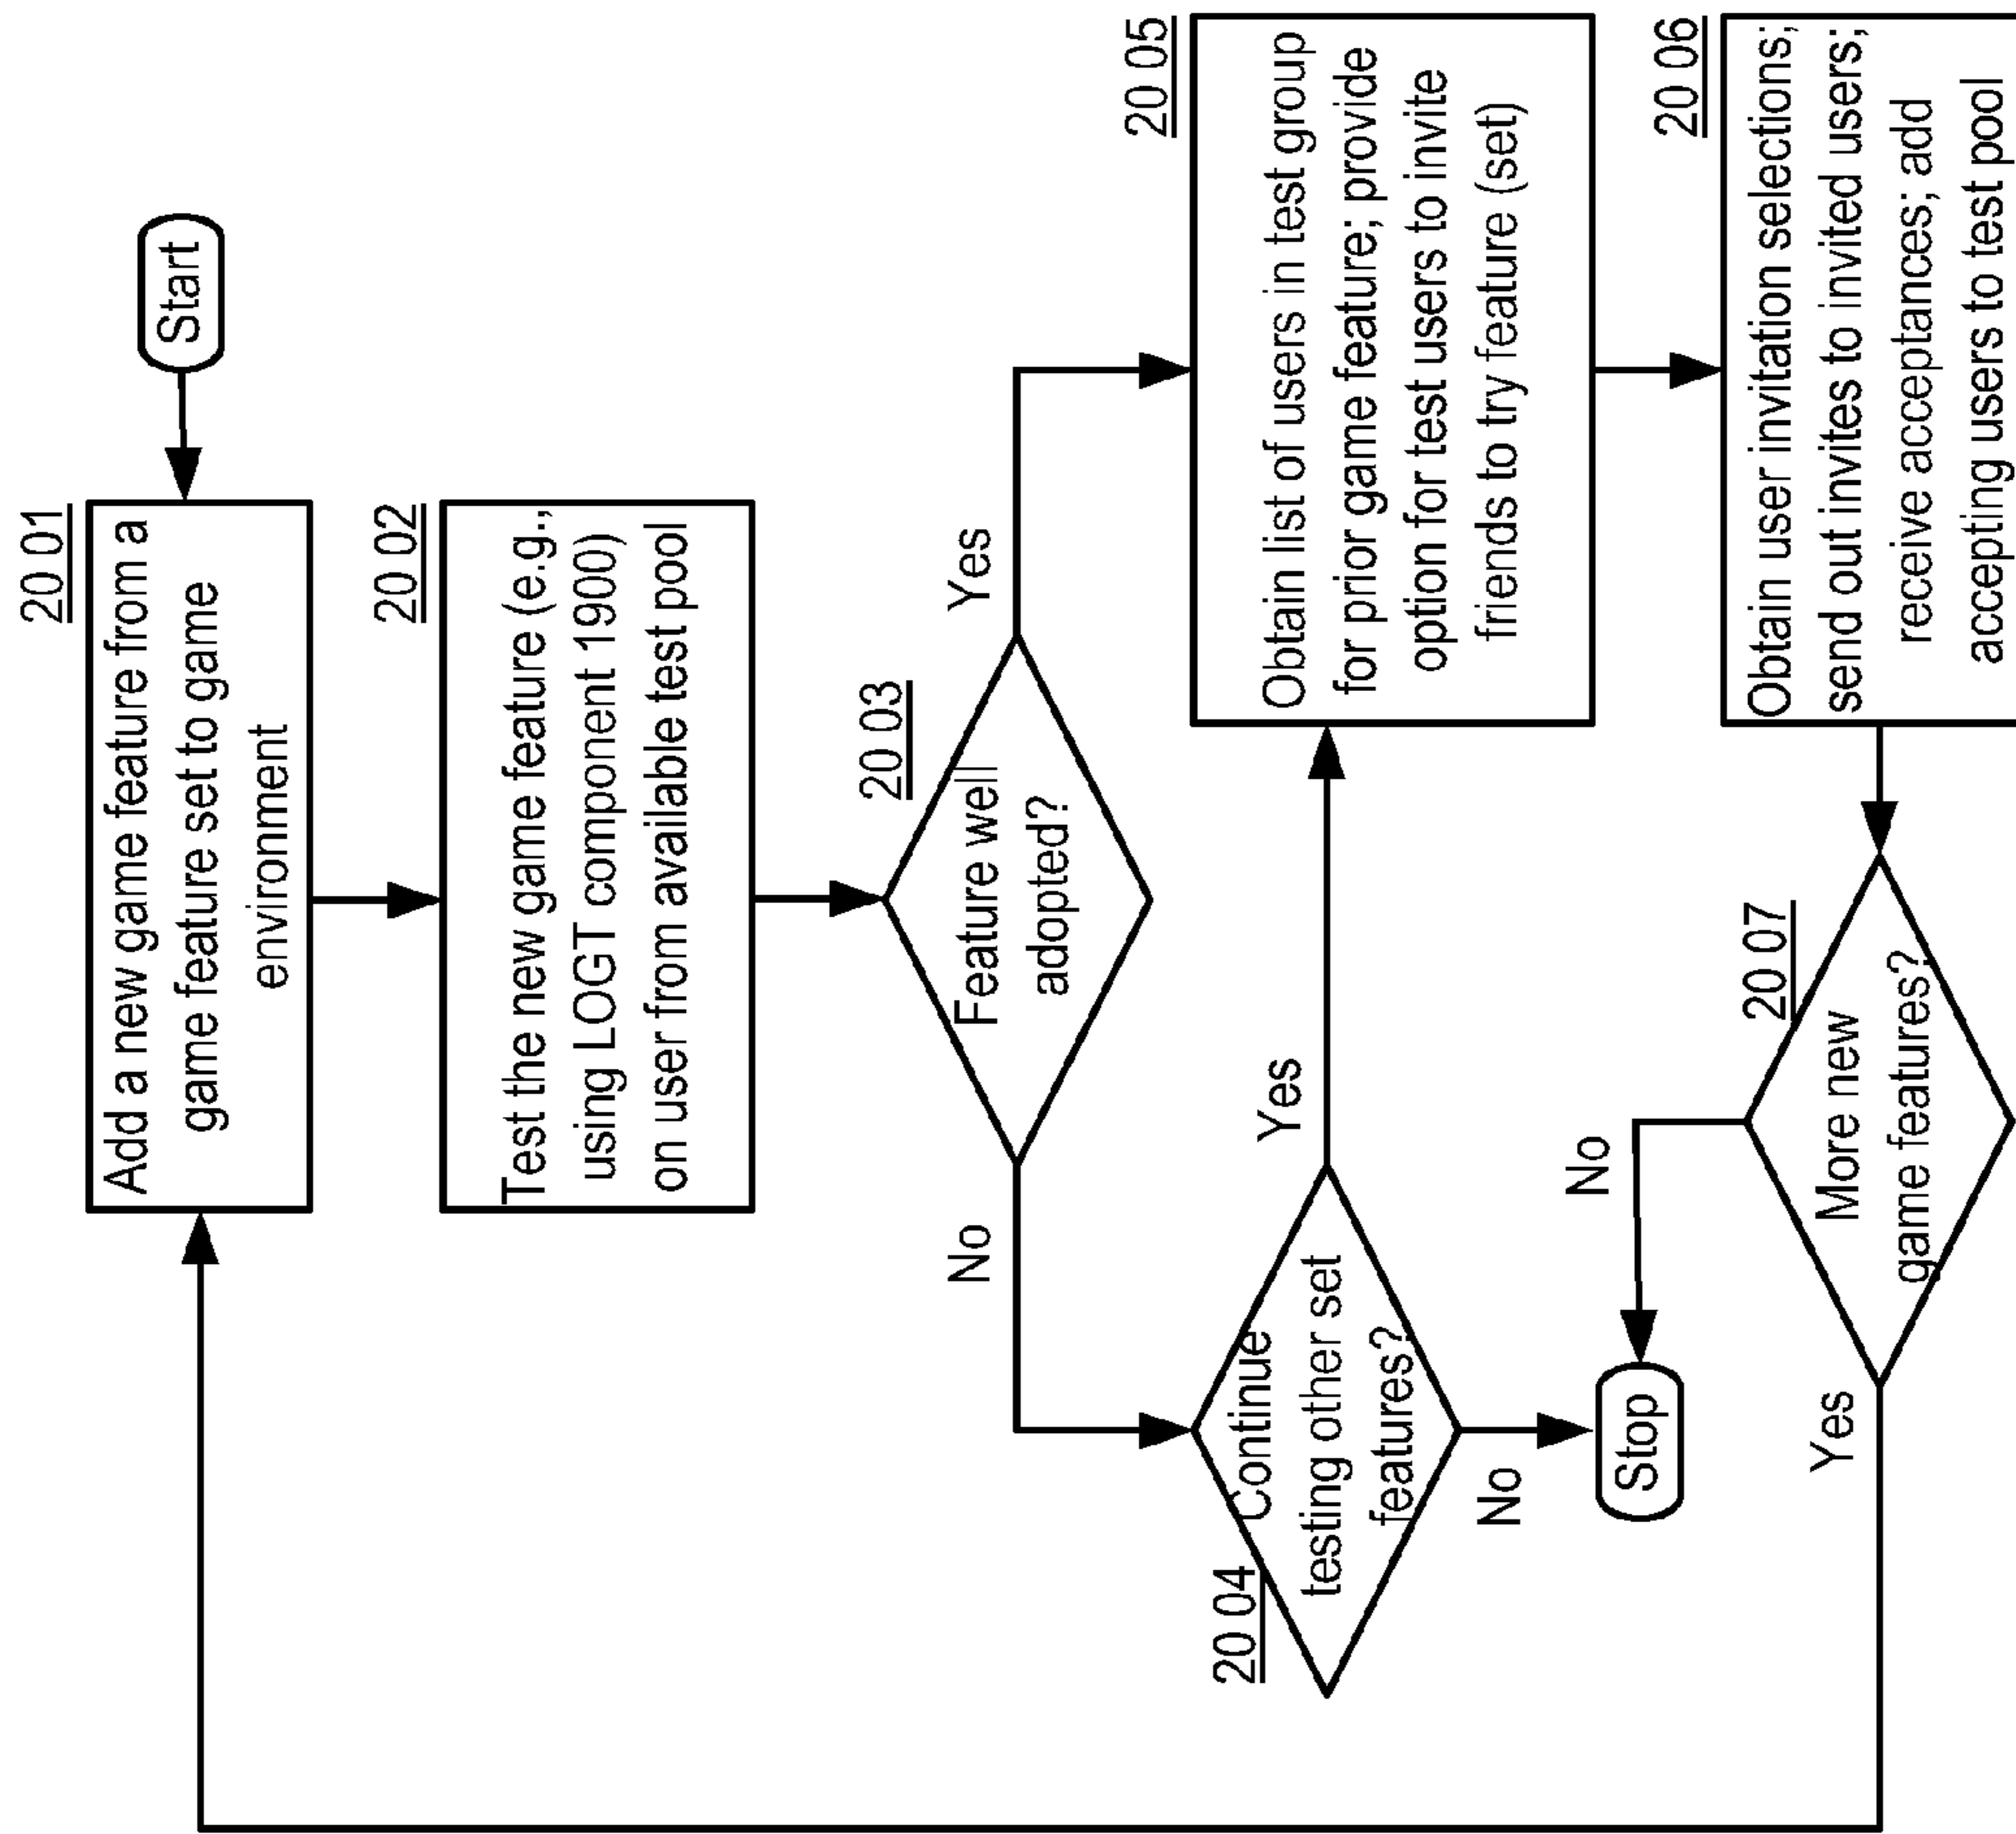 Start
20 01
Add a new game feature from a
game feature set to game
environment
20 02
Test the new game feature (e.g.,
using LOGT component 1900)
on user from available test pool
20 03
Feature well
adopted?
No
Yes
20 04
Continue
testing other set
features?
Yes
No
Stop
20 05
Obtain list of users in test group
for prior game feature; provide
option for test users to invite
friends to try feature (set)
20 06
Obtain user invitation selections;
send out invites to invited users;
receive acceptances; add
accepting users to test pool
20 07
More new
game features?
No
Yes